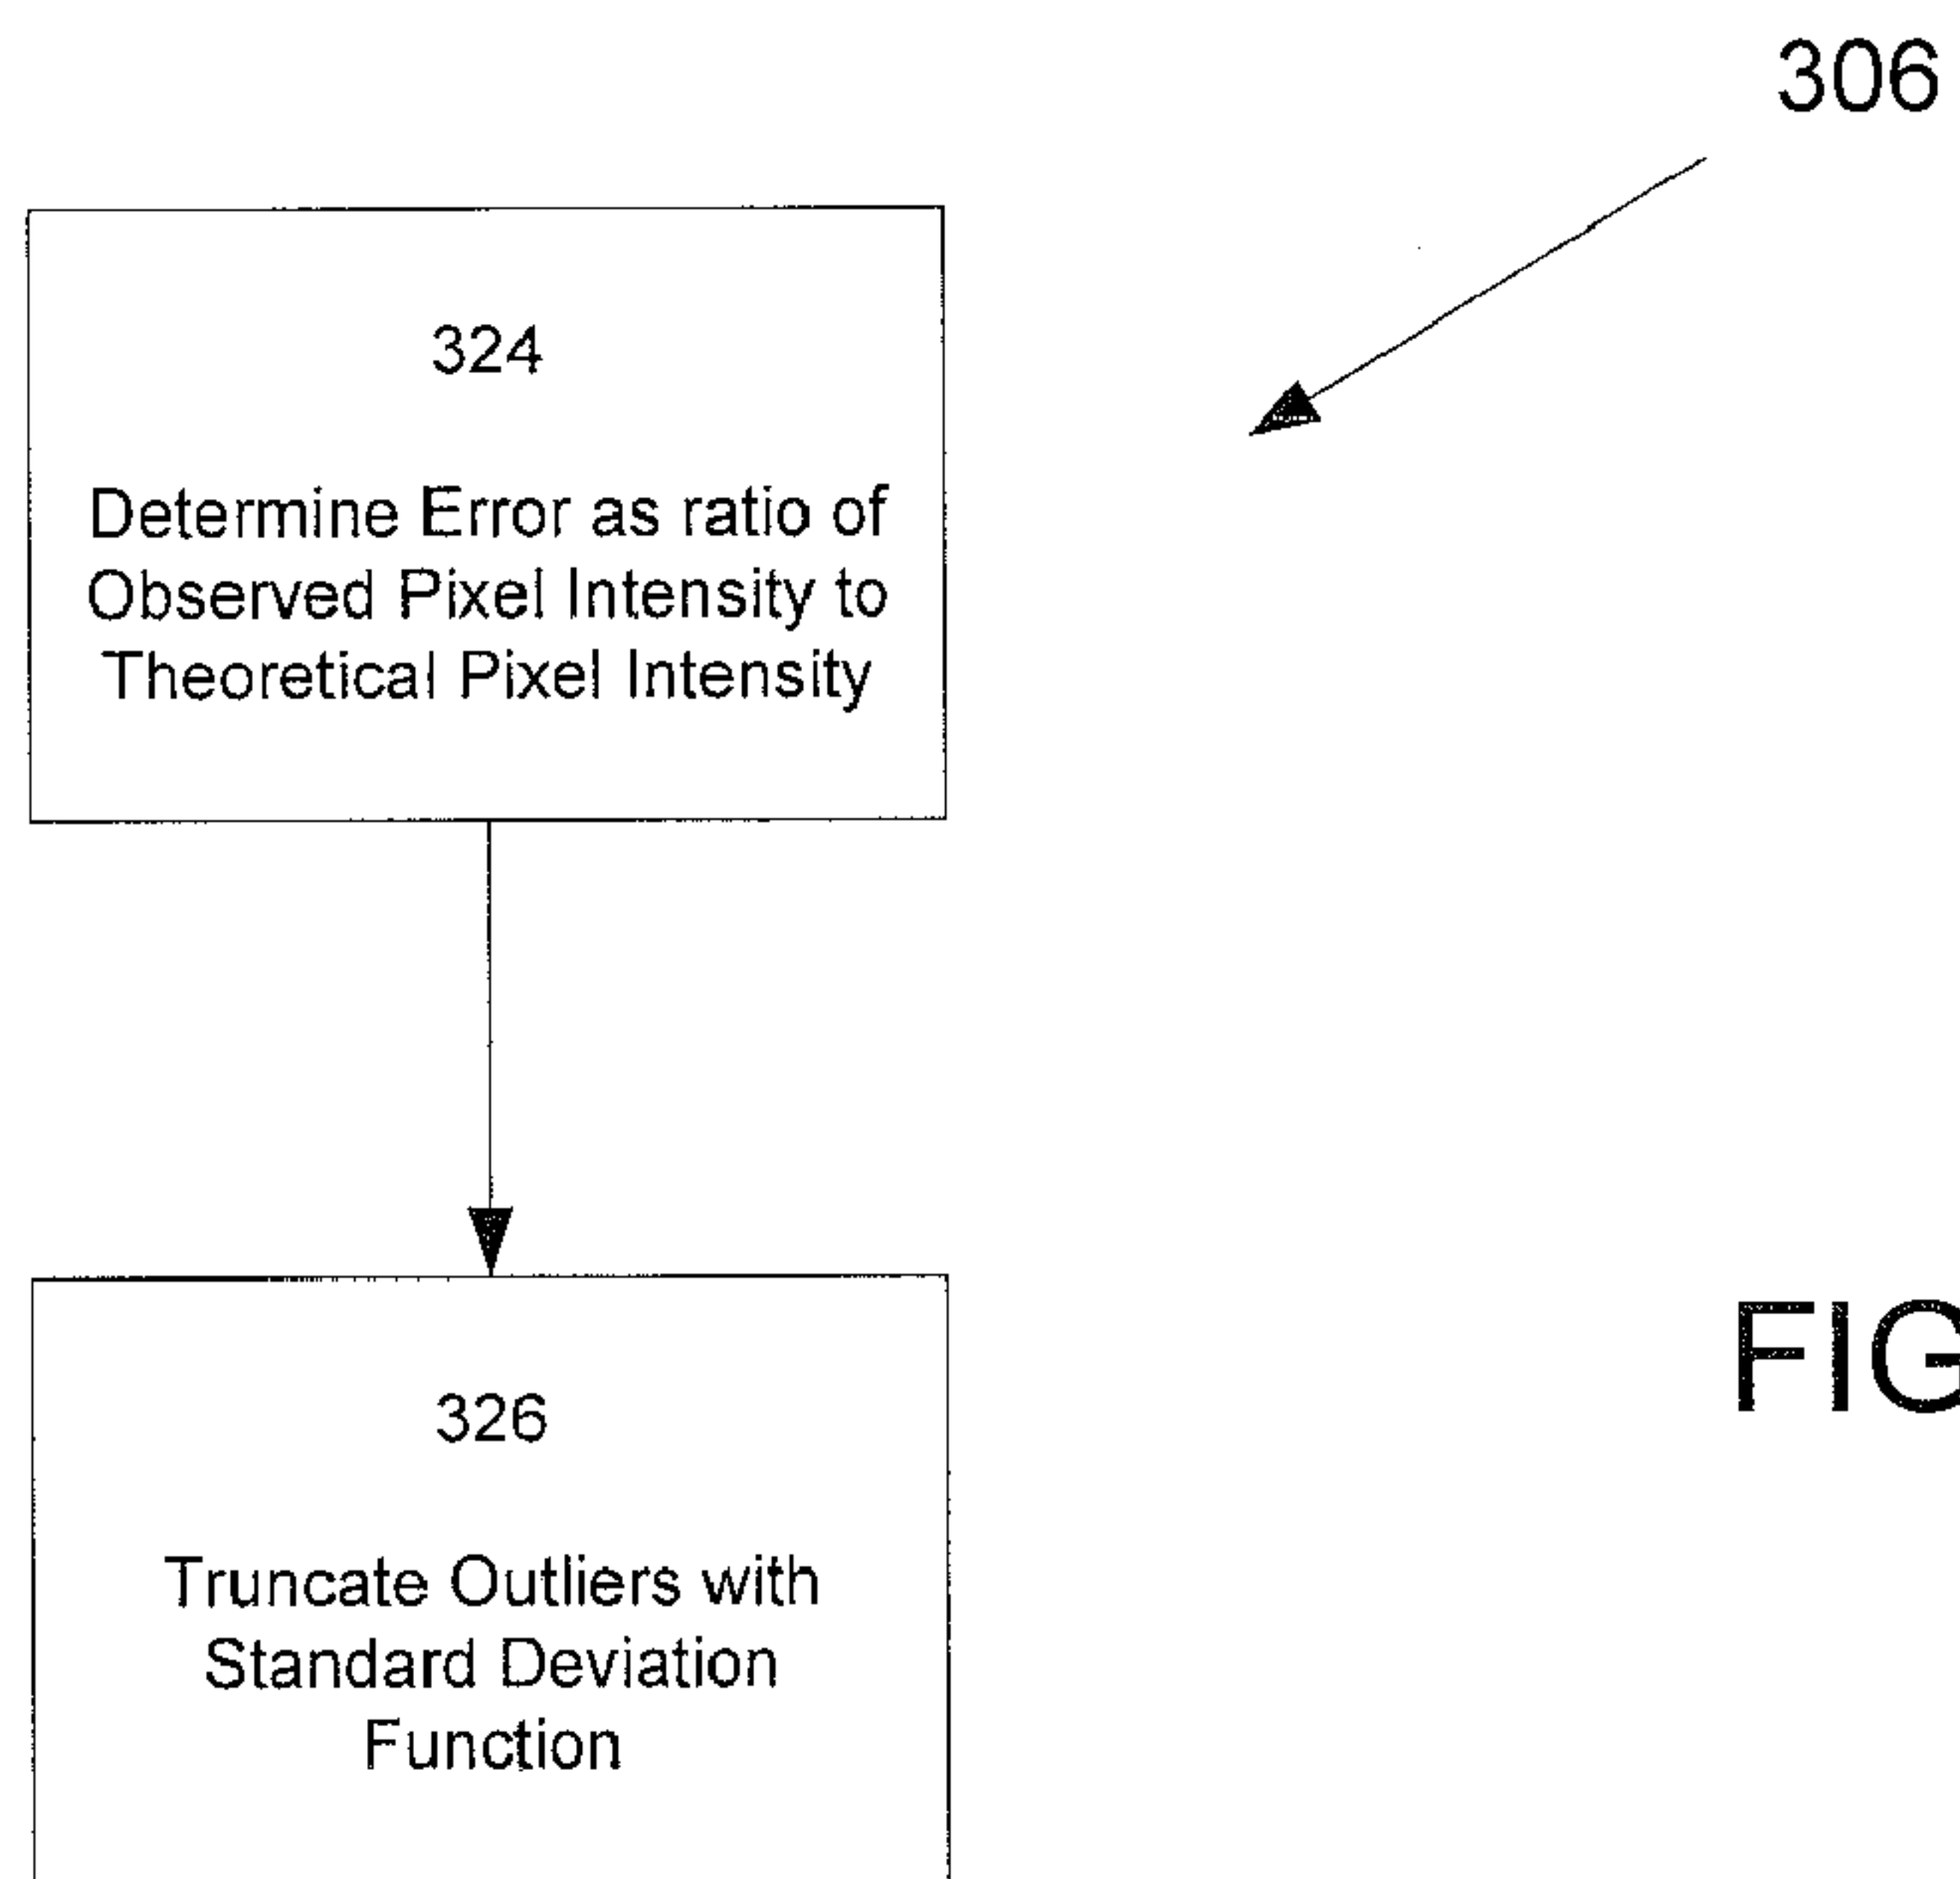 306
324
Determine Error as ratio of
Observed Pixel Intensity to
Theoretical Pixel Intensity
326
Truncate Outliers with
Standard Deviation
Function
FIG